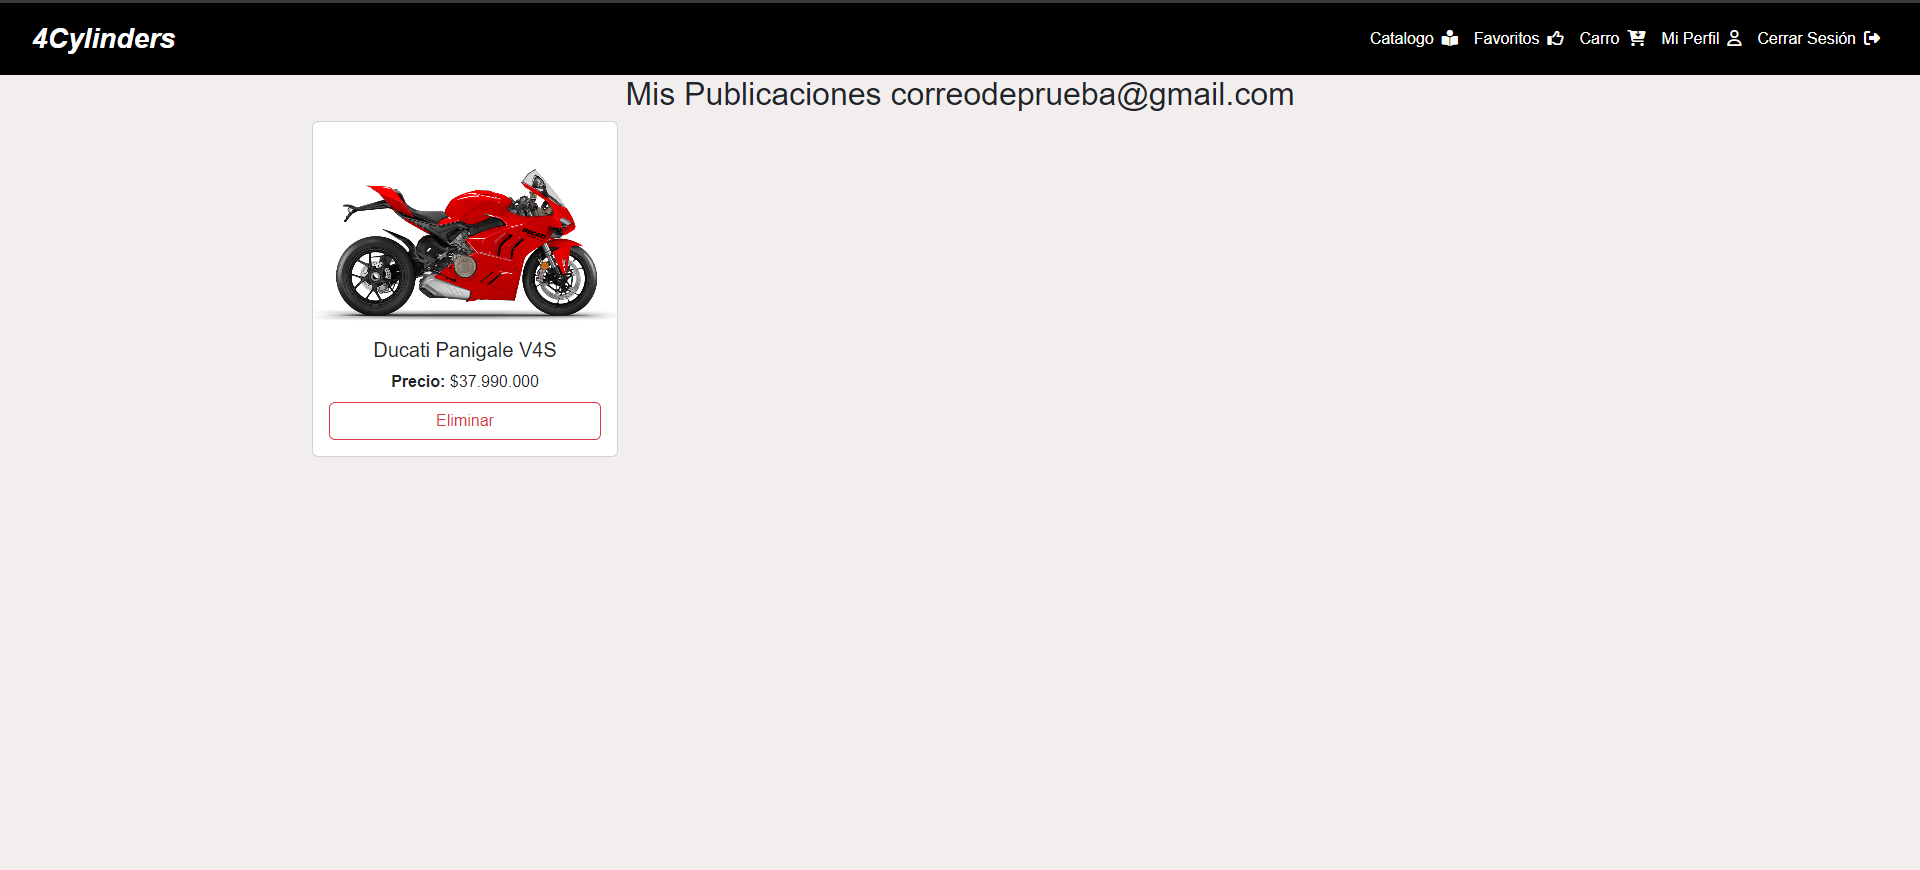 4Cylinders
Catalogo Favoritos Carro Mi Perfil Cerrar Sesión
Mis Publicaciones correodeprueba@gmail.com
DUCATI
Ducati Panigale V4S
Precio: $37.990.000
Eliminar